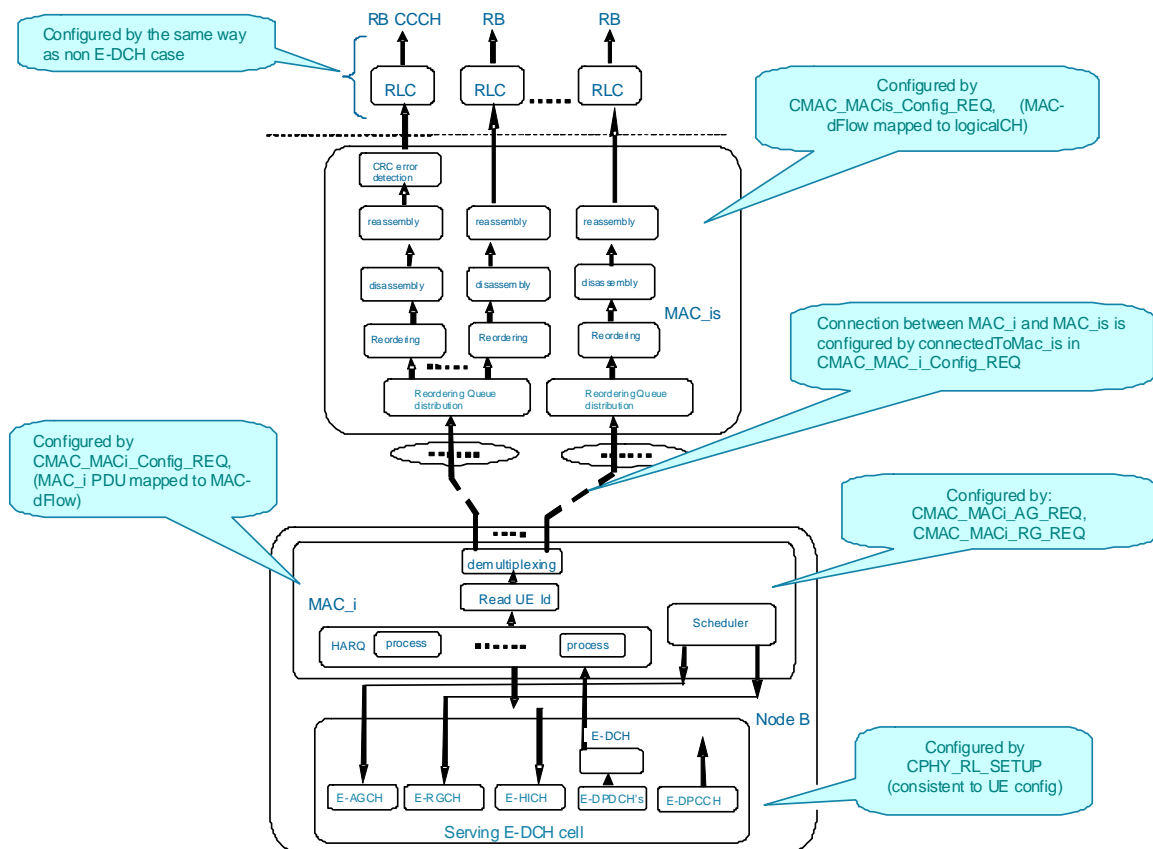 RB CCCH
RB
RB
Configured by the same way
as non E-DCH case
RLC
RLC
RLC
Configured by
CMAC_MACis_Config_REQ, (MAC-
dFlow mapped to logicalCH)
CRC error
detection
reassembly
reassembly
reassembly
disassembly
disassembly
disassembly
MAC_is
Reordering
Reordering
Reordering
Connection between MAC_i and MAC_is is
configured by connectedToMac_is in
CMAC_MAC_i_Config_REQ
Reordering Queue
distribution
Reordering Queue
distribution
Configured by
CMAC_MACi_Config_REQ,
(MAC_i PDU mapped to MAC-
dFlow)
Configured by:
CMAC_MACi_AG_REQ,
CMAC_MACi_RG_REQ
demultiplexing
Read UE Id
MAC_i
Scheduler
HARQ
process
process
Node B
E-DCH
Configured by
CPHY_RL_SETUP
(consistent to UE config)
E-AGCH
E-RGCH
E-HICH
E-DPDCH's
E-DPCCH
Serving E-DCH cell